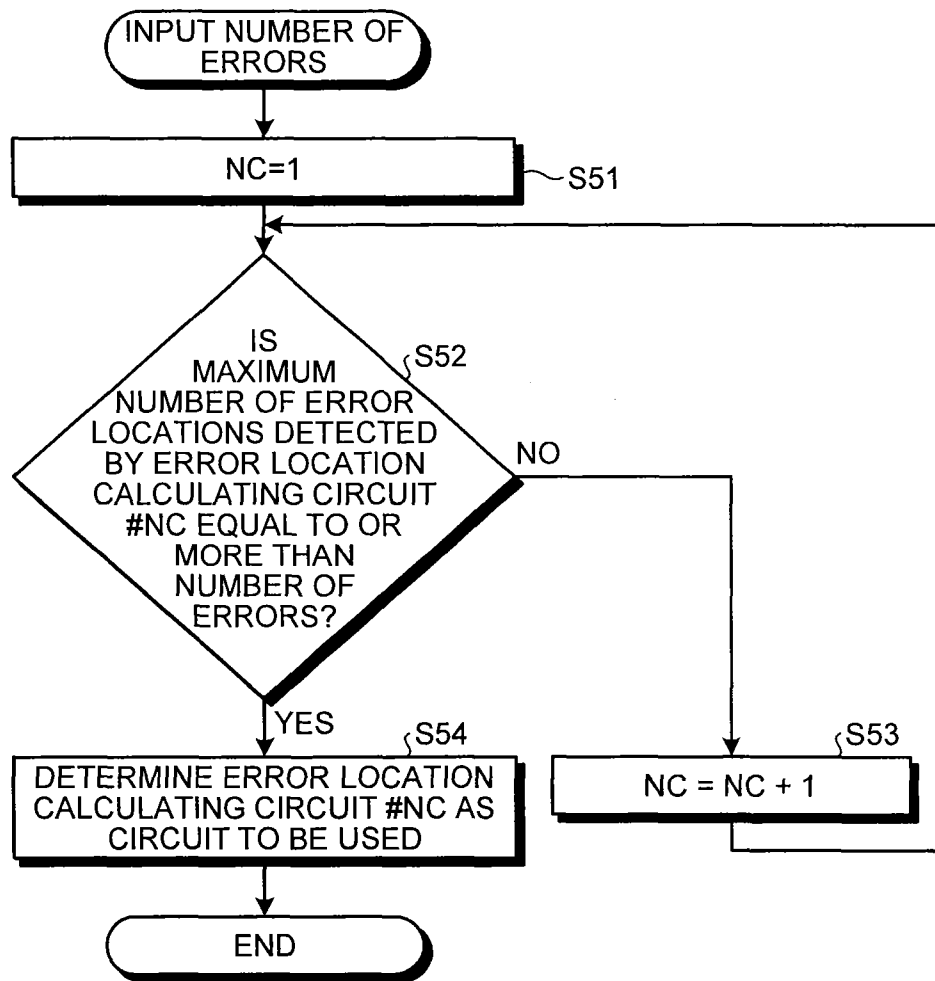 INPUT NUMBER OF
ERRORS
NC=1
S51
IS
MAXIMUM
NUMBER OF ERROR
LOCATIONS DETECTED
BY ERROR LOCATION
CALCULATING CIRCUIT
#NC EQUAL TO OR
MORE THAN
NUMBER OF
ERRORS?
S52
NO
YES
S54
DETERMINE ERROR LOCATION
CALCULATING CIRCUIT #NC AS
CIRCUIT TO BE USED
S53
NC = NC + 1
END